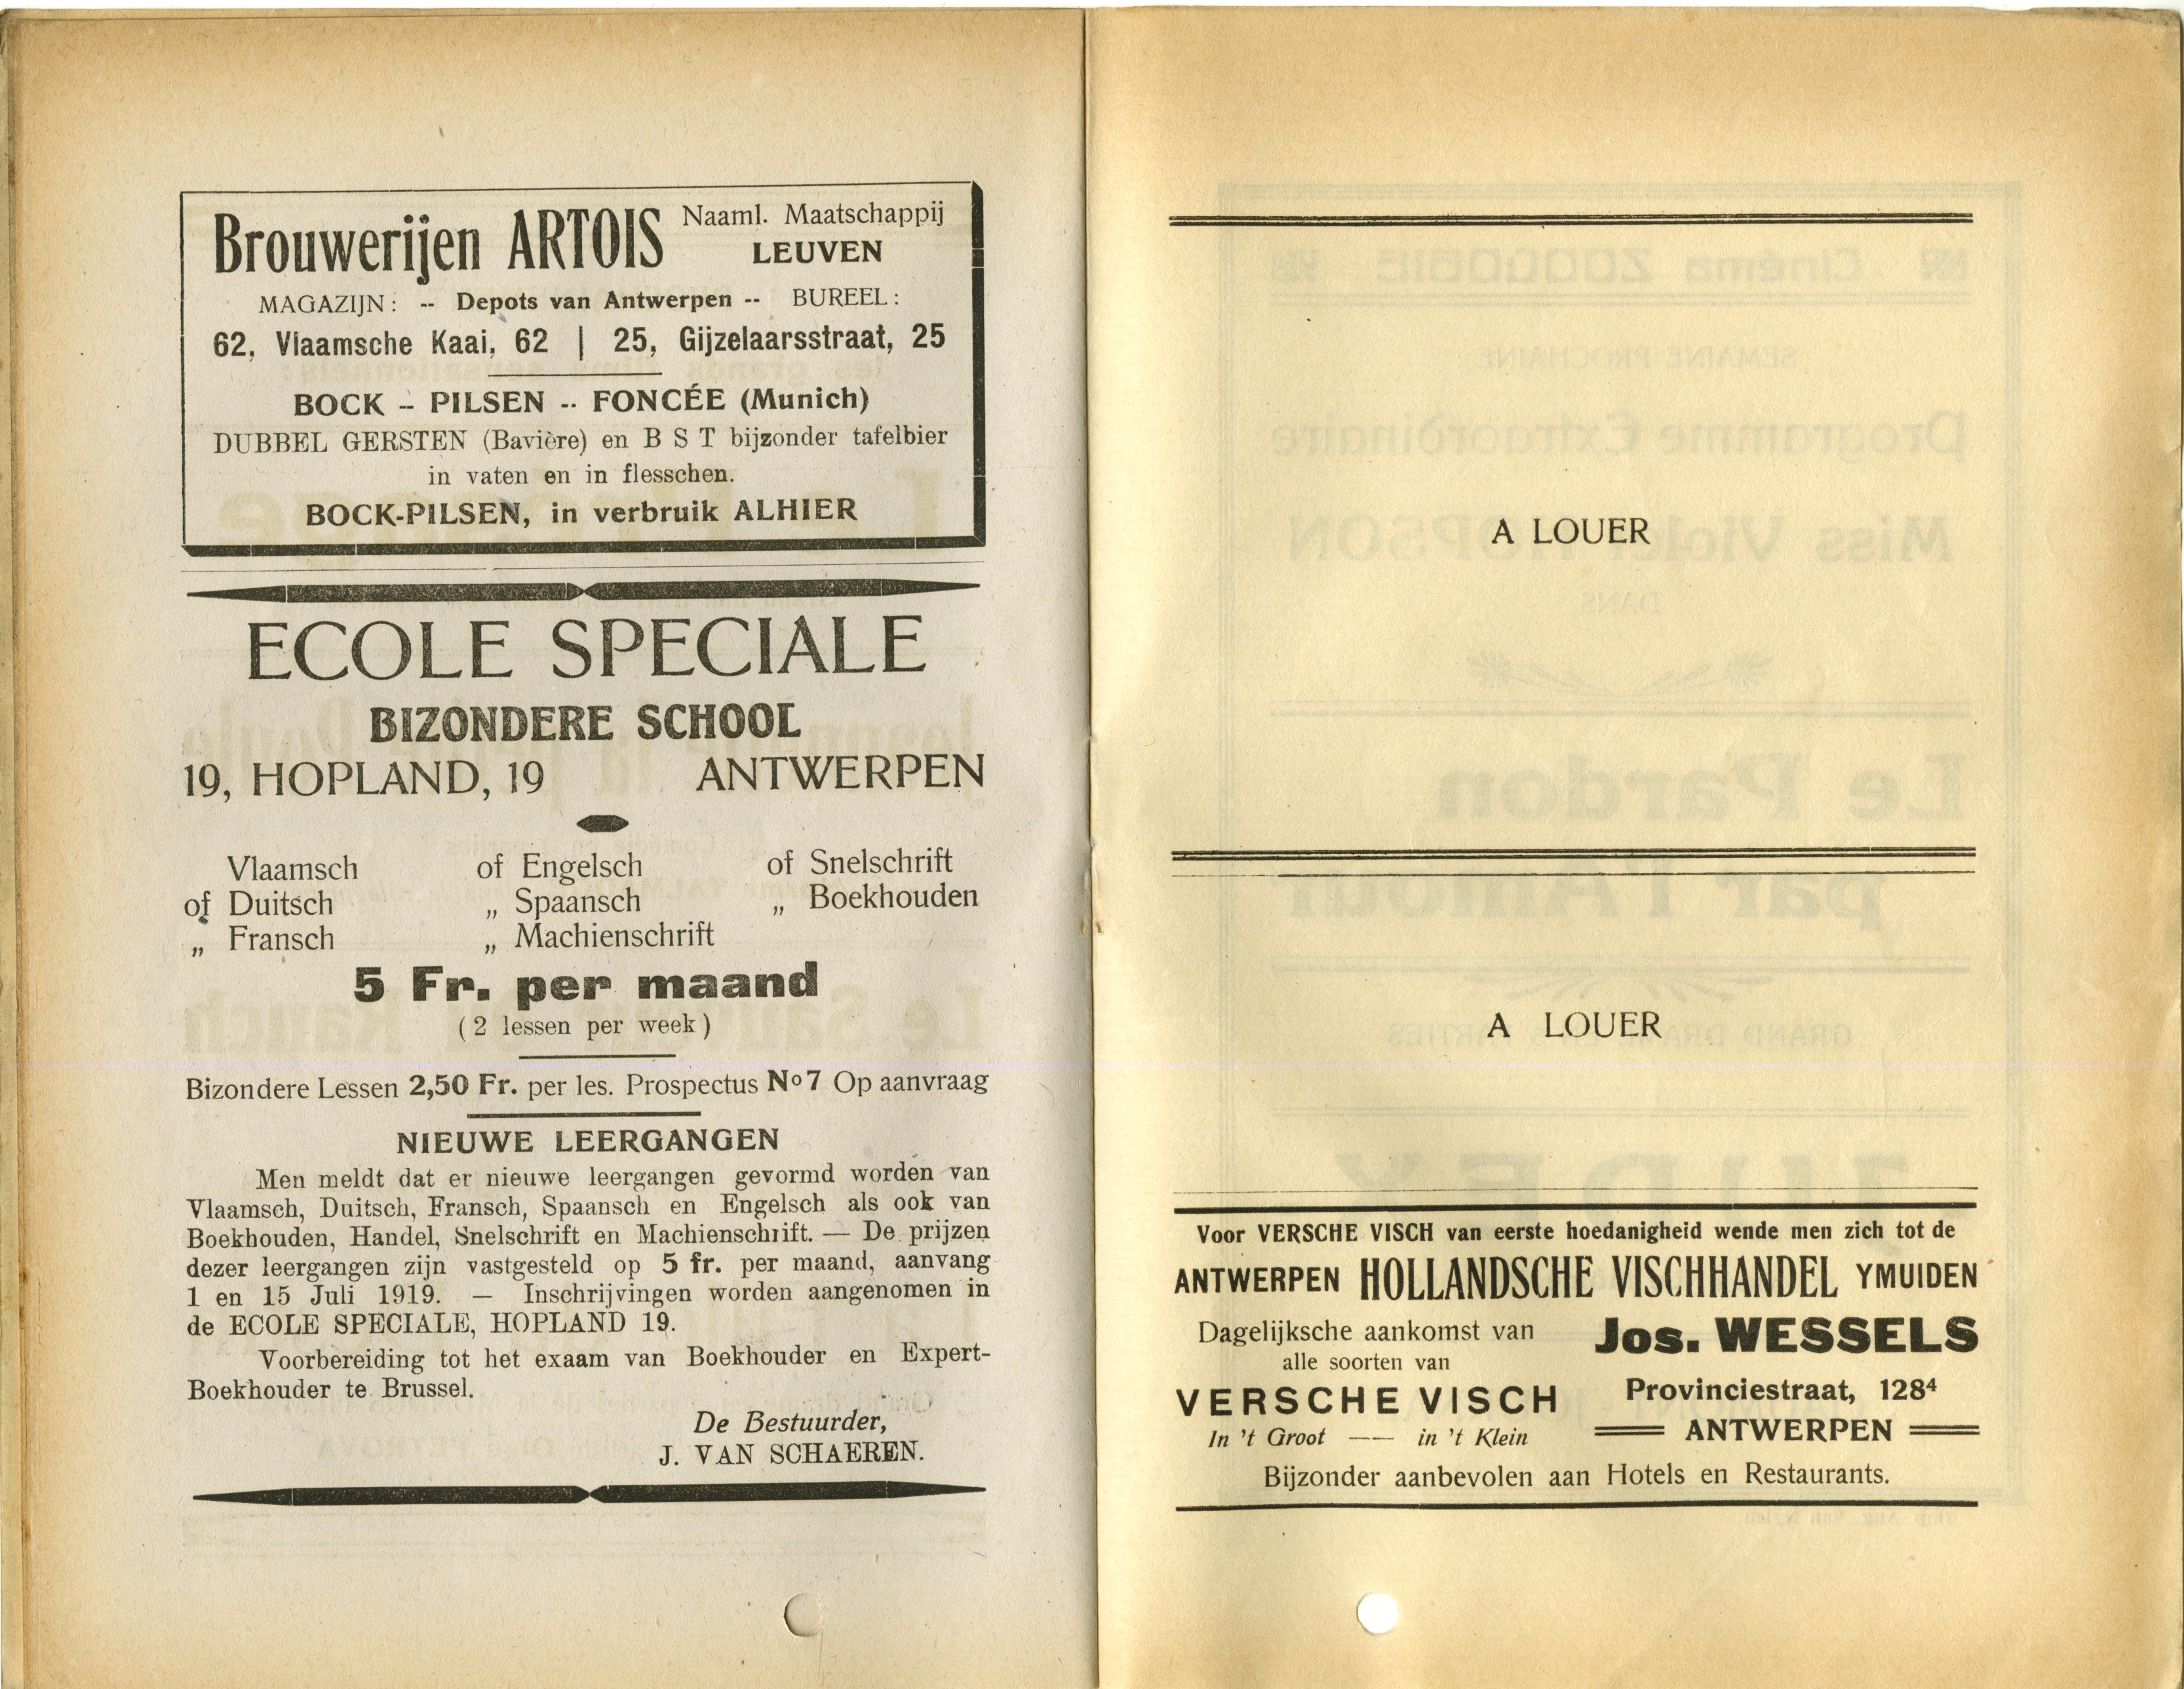 Brouwerijen ARTOIS Naaml. Maatschappij
LEUVEN
MAGAZIJN: -- Depots van Antwerpen -- BUREEL:
62, Vlaamsche Kaai, 62 | 25, Gijzelaarsstraat, 25
BOCK -- PILSEN -- FONCÉE (Munich)
DUBBEL GERSTEN (Bavière) en B S T bijzonder tafelbier
in vaten en in flesschen.
BOCK-PILSEN, in verbruik ALHIER
ECOLE SPECIALE
BIZONDERE SCHOOL
19, HOPLAND, 19 ANTWERPEN
Vlaamsch of Engelsch of Snelschrift
of Duitsch „ Spaansch „ Boekhouden
„ Fransch „ Machienschrift
5 Fr. per maand
( 2 lessen per week )
Bizondere Lessen 2,50 Fr. per les. Prospectus No 7 Op aanvraag
NIEUWE LEERGANGEN
Men meldt dat er nieuwe leergangen gevormd worden van
Vlaamsch, Duitsch, Fransch, Spaansch en Engelsch als ook van
Boekhouden, Handel, Snelschrift en Machienschrift. — De prijzen
dezer leergangen zijn vastgesteld op 5 fr. per maand, aanvang
1 en 15 Juli 1919. — Inschrijvingen worden aangenomen in
de ECOLE SPECIALE, HOPLAND 19.
Voorbereiding tot het exaam van Boekhouder en Expert-
Boekhouder te Brussel.
De Bestuurder,
J. VAN SCHAEREN.
A LOUER
A LOUER
Voor VERSCHE VISCH van eerste hoedanigheid wende men zich tot de
ANTWERPEN HOLLANDSCHE VISCHHANDEL YMUIDEN
Dagelijksche aankomst van
alle soorten van
VERSCHE VISCH
In 't Groot —— in 't Klein
Jos. WESSELS
Provinciestraat, 128⁴
ANTWERPEN
Bijzonder aanbevolen aan Hotels en Restaurants.